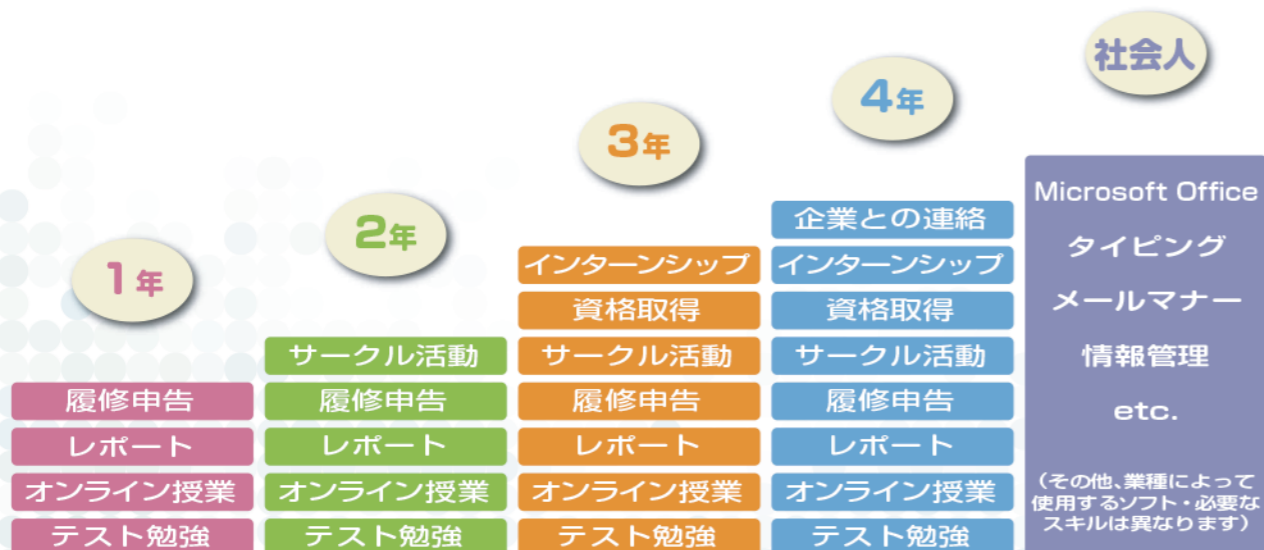 1年
履修申告
レポート
オンライン授業
テスト勉強
2年
サークル活動
履修申告
レポート
オンライン授業
テスト勉強
3年
インターンシップ
資格取得
サークル活動
履修申告
レポート
オンライン授業
テスト勉強
4年
企業との連絡
インターンシップ
資格取得
サークル活動
履修申告
レポート
オンライン授業
テスト勉強
社会人
Microsoft Office
タイピング
メールマナー
情報管理
etc.
(その他、業種によって
使用するソフト・必要な
スキルは異なります)